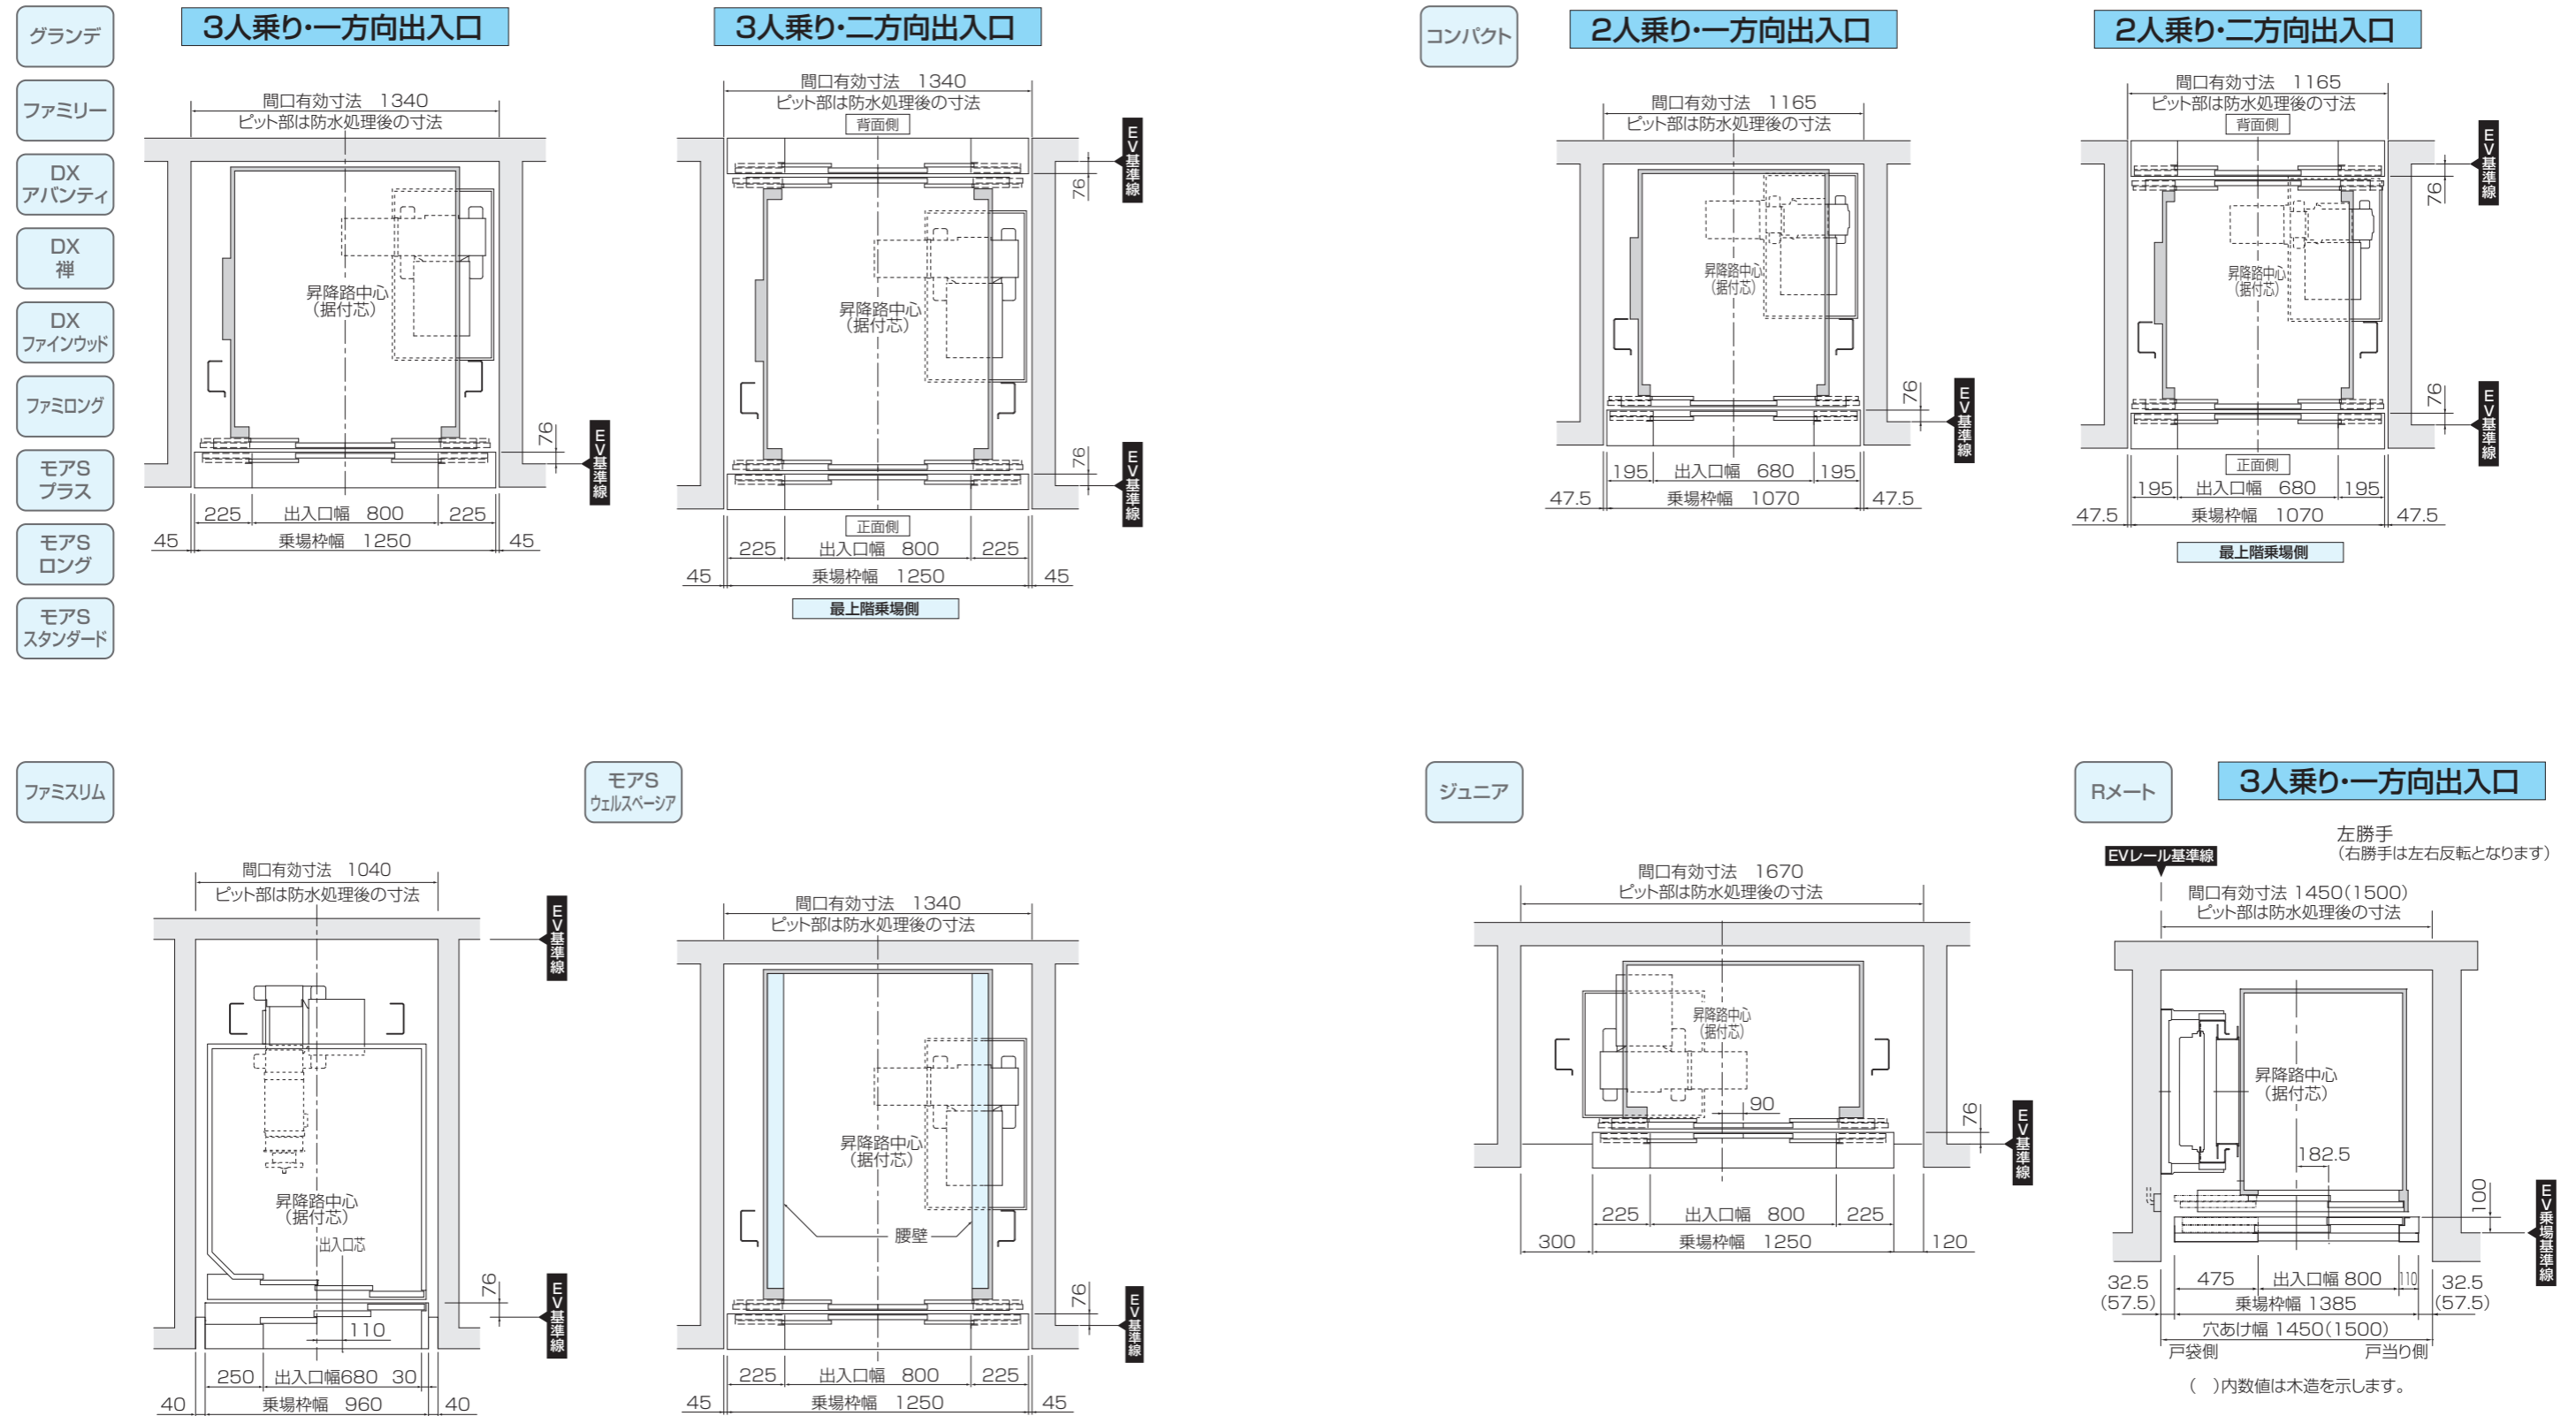 グランデ
ファミリー
DX
アバンティ
DX
禅
DX
ファインウッド
ファミロング
モアS
プラス
モアS
ロング
モアS
スタンダード
3人乗り・一方向出入口
間口有効寸法 1340
ピット部は防水処理後の寸法
昇降路中心
(据付芯)
76
EV基準線
225 出入口幅 800 225
45 乗場枠幅 1250 45
3人乗り・二方向出入口
間口有効寸法 1340
ピット部は防水処理後の寸法
背面側
EV基準線
76
昇降路中心
(据付芯)
76
EV基準線
正面側
225 出入口幅 800 225
45 乗場枠幅 1250 45
最上階乗場側
コンパクト
2人乗り・一方向出入口
間口有効寸法 1165
ピット部は防水処理後の寸法
昇降路中心
(据付芯)
76
EV基準線
195 出入口幅 680 195
47.5 乗場枠幅 1070 47.5
2人乗り・二方向出入口
間口有効寸法 1165
ピット部は防水処理後の寸法
背面側
EV基準線
76
昇降路中心
(据付芯)
76
EV基準線
正面側
195 出入口幅 680 195
47.5 乗場枠幅 1070 47.5
最上階乗場側
ファミスリム
間口有効寸法 1040
ピット部は防水処理後の寸法
EV基準線
昇降路中心
(据付芯)
出入口芯
76
EV基準線
110
250 出入口幅680 30
40 乗場枠幅 960 40
モアS
ウェルスペーシア
間口有効寸法 1340
ピット部は防水処理後の寸法
昇降路中心
(据付芯)
腰壁
76
EV基準線
225 出入口幅 800 225
45 乗場枠幅 1250 45
ジュニア
間口有効寸法 1670
ピット部は防水処理後の寸法
昇降路中心
(据付芯)
90
76
EV基準線
225 出入口幅 800 225
300 乗場枠幅 1250 120
Rメート
3人乗り・一方向出入口
左勝手
(右勝手は左右反転となります)
EVレール基準線
間口有効寸法 1450(1500)
ピット部は防水処理後の寸法
昇降路中心
(据付芯)
182.5
100
EV乗場基準線
32.5 475 出入口幅 800 110 32.5
(57.5) 乗場枠幅 1385 (57.5)
穴あけ幅 1450(1500)
戸袋側 戸当り側
( )内数値は木造を示します。